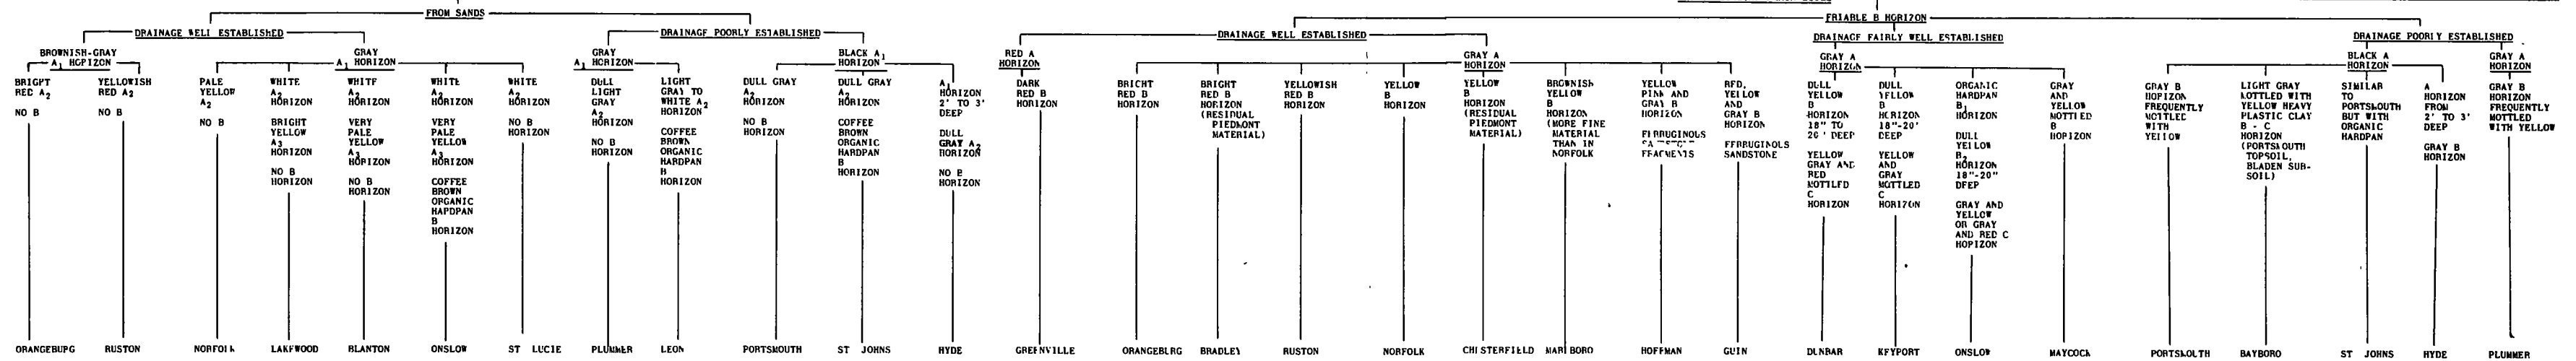 FROM SANDS
DRAINAGE WELL ESTABLISHED
BROWNISH-GRAY
A1 HORIZON
BRIGHT
RED A2
NO B
ORANGEBURG
YELLOWISH
RED A2
NO B
RUSTON
GRAY
A1 HORIZON
PALE
YELLOW
A2
NO B
NORFOLK
WHITE
A2
HORIZON
BRIGHT
YELLOW
A3
HORIZON
NO B
HORIZON
LAKEWOOD
WHITE
A2
HORIZON
VERY
PALE
YELLOW
A3
HORIZON
NO B
HORIZON
BLANTON
WHITE
A2
HORIZON
VERY
PALE
YELLOW
A3
HORIZON
COFFEE
BROWN
ORGANIC
HARDPAN
B
HORIZON
ONSLOW
WHITE
A2
HORIZON
NO B
HORIZON
ST LUCIE
DRAINAGE POORLY ESTABLISHED
GRAY
A1 HORIZON
DULL
LIGHT
GRAY
A2
HORIZON
NO B
HORIZON
PLUMMER
LIGHT
GRAY TO
WHITE A2
HORIZON
COFFEE
BROWN
ORGANIC
HARDPAN
B
HORIZON
LEON
BLACK A1
HORIZON
DULL GRAY
A2
HORIZON
NO B
HORIZON
PORTSMOUTH
DULL GRAY
A2
HORIZON
COFFEE
BROWN
ORGANIC
HARDPAN
B
HORIZON
ST JOHNS
A1
HORIZON
2' TO 3'
DEEP
DULL
GRAY A2
HORIZON
NO B
HORIZON
HYDE
FRIABLE B HORIZON
DRAINAGE WELL ESTABLISHED
RED A
HORIZON
DARK
RED B
HORIZON
GREENVILLE
GRAY A
HORIZON
BRIGHT
RED B
HORIZON
ORANGEBURG
BRIGHT
RED B
HORIZON
(RESIDUAL
PIEDMONT
MATERIAL)
BRADLEY
YELLOWISH
RED B
HORIZON
RUSTON
YELLOW
B
HORIZON
NORFOLK
YELLOW
B
HORIZON
(RESIDUAL
PIEDMONT
MATERIAL)
CHESTERFIELD
BROWNISH
YELLOW
B
HORIZON
(MORE FINE
MATERIAL
THAN IN
NORFOLK
MARLBORO
YELLOW
PINK AND
GRAY B
HORIZON
FERRUGINOUS
FRAGMENTS
HOFFMAN
RED,
YELLOW
AND
GRAY B
HORIZON
FERRUGINOUS
SANDSTONE
GUIN
DRAINAGE FAIRLY WELL ESTABLISHED
GRAY A
HORIZON
DULL
YELLOW
B
HORIZON
18" TO
20" DEEP
YELLOW
GRAY AND
RED
MOTTLED
C
HORIZON
DUNBAR
DULL
YELLOW
B
HORIZON
18"-20"
DEEP
YELLOW
AND
GRAY
MOTTLED
C
HORIZON
KEYPORT
ORGANIC
HARDPAN
B1
HORIZON
DULL
YELLOW
B2
HORIZON
18"-20"
DEEP
GRAY AND
YELLOW
OR GRAY
AND RED C
HORIZON
ONSLOW
GRAY
AND
YELLOW
MOTTLED
B
HORIZON
MAYCOCK
DRAINAGE POORLY ESTABLISHED
BLACK A
HORIZON
GRAY B
HORIZON
FREQUENTLY
MOTTLED
WITH
YELLOW
PORTSMOUTH
LIGHT GRAY
MOTTLED WITH
YELLOW HEAVY
PLASTIC CLAY
B - C
HORIZON
(PORTSMOUTH
TOPSOIL,
BLADEN SUB-
SOIL)
BAYBORO
SIMILAR
TO
PORTSMOUTH
BUT WITH
ORGANIC
HARDPAN
ST JOHNS
A
HORIZON
FROM
2' TO 3'
DEEP
GRAY B
HORIZON
HYDE
GRAY A
HORIZON
GRAY B
HORIZON
FREQUENTLY
MOTTLED
WITH YELLOW
PLUMMER